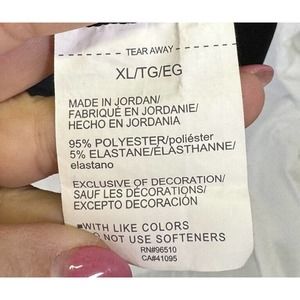 TEAR AWAY
XL/TG/EG
MADE IN JORDAN/
FABRIQUÉ EN JORDANIE/
HECHO EN JORDANIA
95% POLYESTER/poliéster
5% ELASTANE/ÉLASTHANNE/
elastano
EXCLUSIVE OF DECORATION/
SAUF LES DÉCORATIONS/
EXCEPTO DECORACIÓN
■WITH LIKE COLORS
NOT USE SOFTENERS
RN#96510
CA#41095